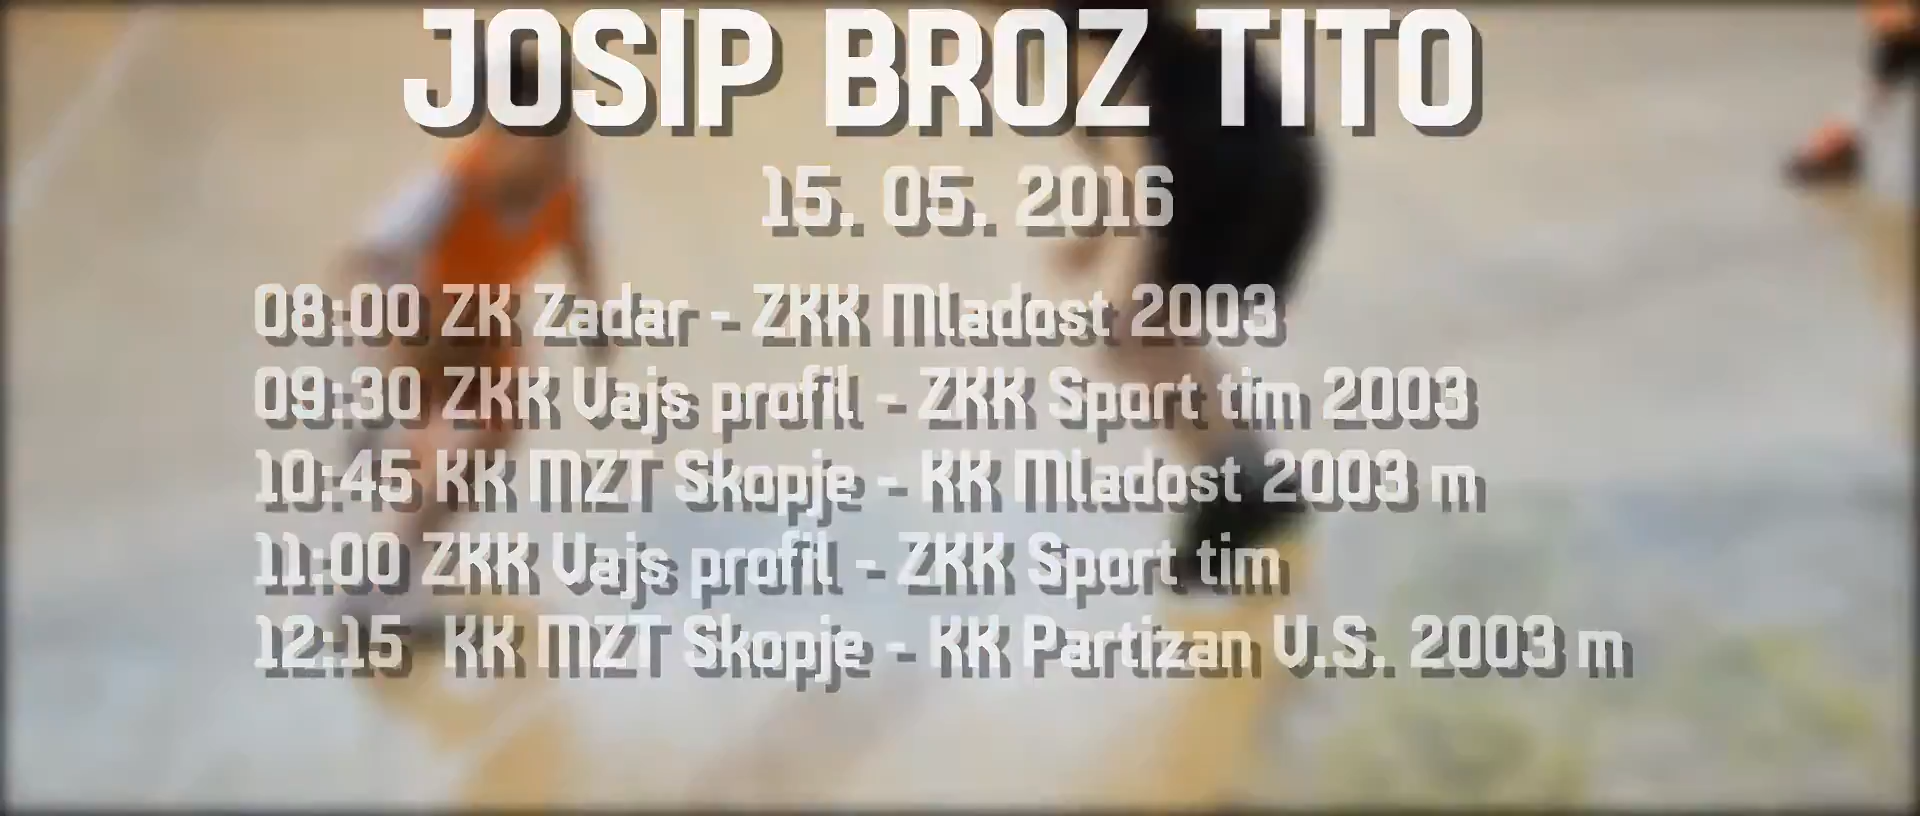 JOSIP BROZ TITO
15. 05. 2016
08:00 ZK Zadar - ZKK Mladost 2003
09:30 ZKK Vajs profil - ZKK Sport tim 2003
10:45 KK MZT Skopje - KK Mladost 2003 m
11:00 ZKK Vajs profil - ZKK Sport tim
12:15 KK MZT Skopje - KK Partizan V.S. 2003 m